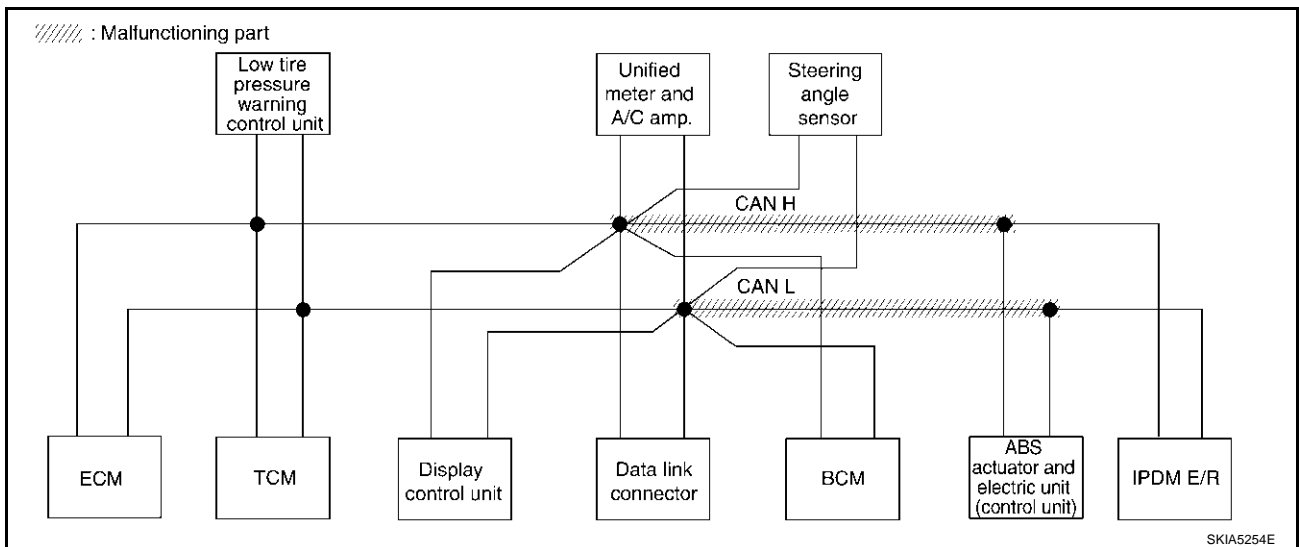 : Malfunctioning part
Low tire
pressure
warning
control unit
Unified
meter and
A/C amp.
Steering
angle
sensor
CAN H
CAN L
ECM
TCM
Display
control unit
Data link
connector
BCM
ABS
actuator and
electric unit
(control unit)
IPDM E/R
SKIA5254E